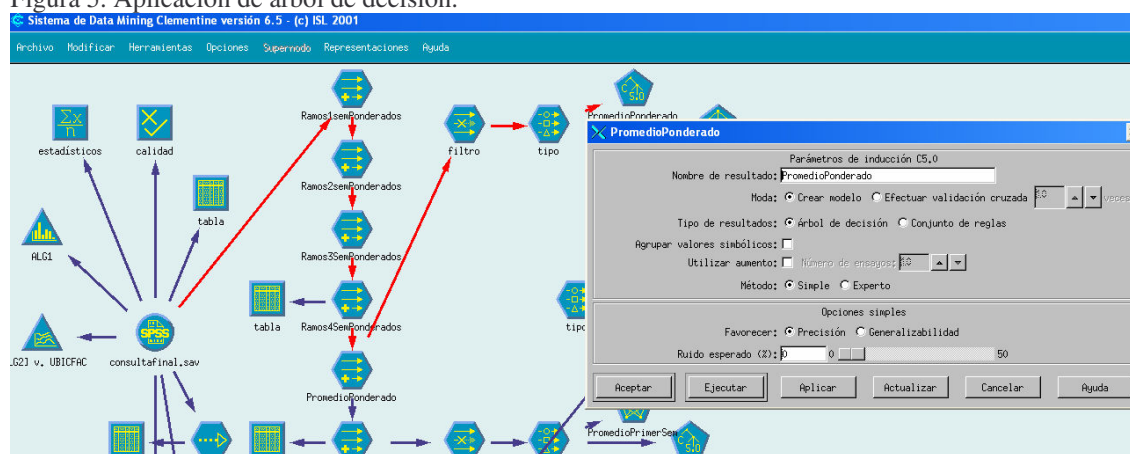 Figura 5. Aplicación de árbol de decisión.
Sistema de Data Mining Clementine versión 6.5 - (c) ISL 2001
Archivo Modificar Herramientas Opciones Supernodo Representaciones Ayuda
estadísticos
calidad
tabla
ALG1
LG2] v. UBICFAC
SPSS
consultafinal.sav
Ramos1semPonderados
Ramos2semPonderados
Ramos3SemPonderados
tabla
Ramos4SemPonderados
PromedioPonderado
filtro
tipo
C 5.0
PromedioPonderado
tipo
PromedioPonderado
Parámetros de inducción C5.0
Nombre de resultado: PromedioPonderado
Moda: Crear modelo Efectuar validación cruzada veces
Tipo de resultados: Árbol de decisión Conjunto de reglas
Agrupar valores simbólicos:
Utilizar aumento: Número de ensayos:
Método: Simple Experto
Opciones simples
Favorecer: Precisión Generalizabilidad
Ruido esperado (%): 0 0 50
Aceptar Ejecutar Aplicar Actualizar Cancelar Ayuda
PromedioPrimerSem
C 5.0